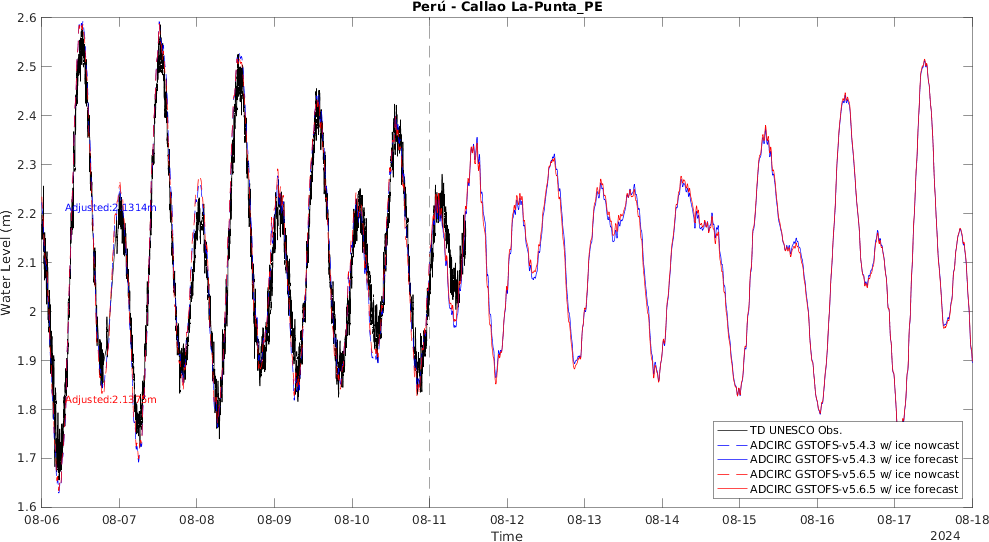 Perú - Callao La-Punta_PE
2.6
2.5
2.4
2.3
2.2
2.1
2
1.9
1.8
1.7
1.6
Water Level (m)
Adjusted:2.1314m
Adjusted:2.1376m
TD UNESCO Obs.
ADCIRC GSTOFS-v5.4.3 w/ ice nowcast
ADCIRC GSTOFS-v5.4.3 w/ ice forecast
ADCIRC GSTOFS-v5.6.5 w/ ice nowcast
ADCIRC GSTOFS-v5.6.5 w/ ice forecast
08-06 08-07 08-08 08-09 08-10 08-11 08-12 08-13 08-14 08-15 08-16 08-17 08-18
Time
2024